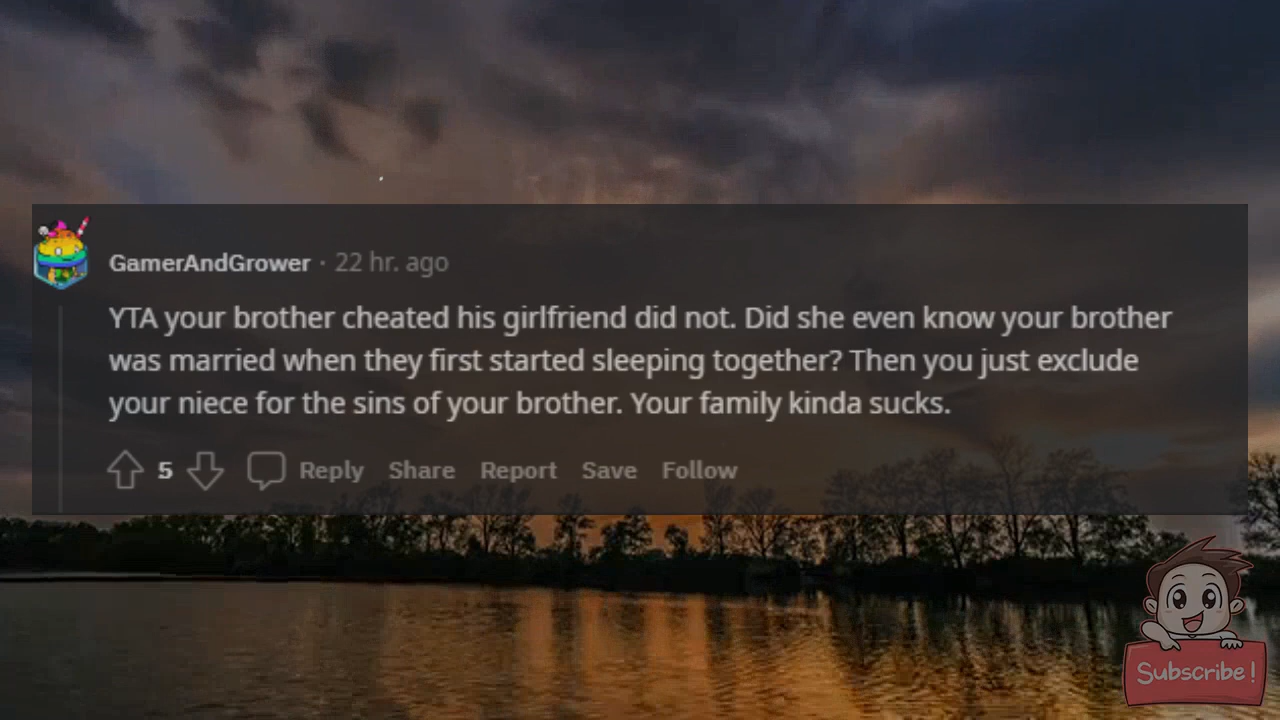 GamerAndGrower · 22 hr. ago
YTA your brother cheated his girlfriend did not. Did she even know your brother
was married when they first started sleeping together? Then you just exclude
your niece for the sins of your brother. Your family kinda sucks.
5 Reply Share Report Save Follow
Subscribe!